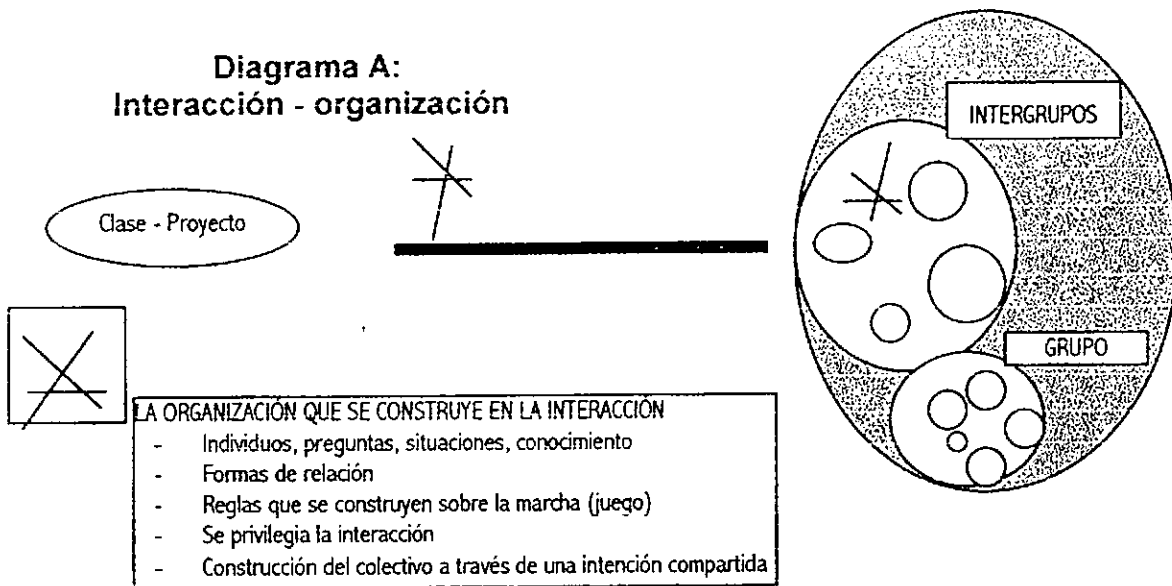 Diagrama A:
Interacción - organización
INTERGRUPOS
Clase - Proyecto
GRUPO
LA ORGANIZACIÓN QUE SE CONSTRUYE EN LA INTERACCIÓN
- Individuos, preguntas, situaciones, conocimiento
- Formas de relación
- Reglas que se construyen sobre la marcha (juego)
- Se privilegia la interacción
- Construcción del colectivo a través de una intención compartida